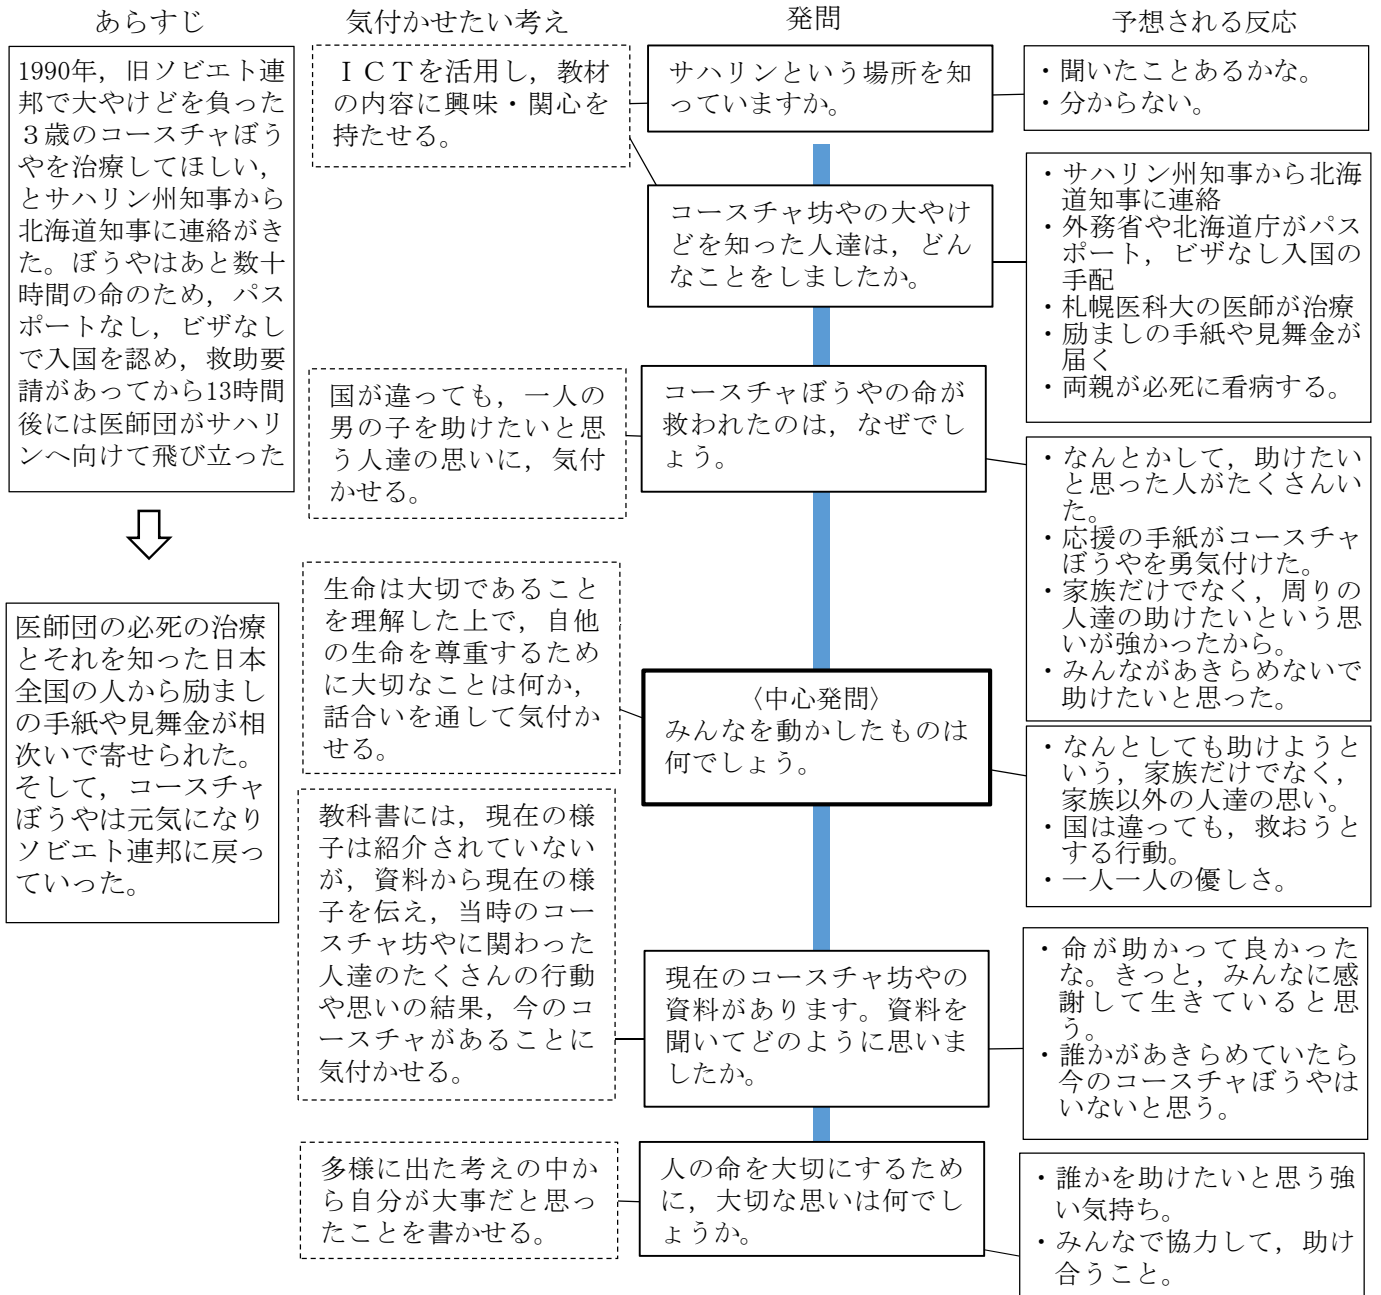 あらすじ
気付かせたい考え
発問
予想される反応
1990年，旧ソビエト連
邦で大やけどを負った
３歳のコースチャぼう
やを治療してほしい，
とサハリン州知事から
北海道知事に連絡がき
た。ぼうやはあと数十
時間の命のため，パス
ポートなし，ビザなし
で入国を認め，救助要
請があってから13時間
後には医師団がサハリ
ンへ向けて飛び立った
医師団の必死の治療
とそれを知った日本
全国の人から励まし
の手紙や見舞金が相
次いで寄せられた。
そして，コースチャ
ぼうやは元気になり
ソビエト連邦に戻っ
ていった。
ＩＣＴを活用し，教材
の内容に興味・関心を
持たせる。
国が違っても，一人の
男の子を助けたいと思
う人達の思いに，気付
かせる。
生命は大切であること
を理解した上で，自他
の生命を尊重するため
に大切なことは何か，
話合いを通して気付か
せる。
教科書には，現在の様
子は紹介されていない
が，資料から現在の様
子を伝え，当時のコー
スチャ坊やに関わった
人達のたくさんの行動
や思いの結果，今のコ
ースチャがあることに
気付かせる。
多様に出た考えの中か
ら自分が大事だと思っ
たことを書かせる。
サハリンという場所を知
っていますか。
コースチャ坊やの大やけ
どを知った人達は，どん
なことをしましたか。
コースチャぼうやの命が
救われたのは，なぜでし
ょう。
〈中心発問〉
みんなを動かしたものは
何でしょう。
現在のコースチャ坊やの
資料があります。資料を
聞いてどのように思いま
したか。
人の命を大切にするため
に，大切な思いは何でし
ょうか。
・聞いたことあるかな。
・分からない。
・サハリン州知事から北海
道知事に連絡
・外務省や北海道庁がパス
ポート，ビザなし入国の
手配
・札幌医科大の医師が治療
・励ましの手紙や見舞金が
届く
・両親が必死に看病する。
・なんとかして，助けたい
と思った人がたくさんい
た。
・応援の手紙がコースチャ
ぼうやを勇気付けた。
・家族だけでなく，周りの
人達の助けたいという思
いが強かったから。
・みんながあきらめないで
助けたいと思った。
・なんとしても助けようと
いう，家族だけでなく，
家族以外の人達の思い。
・国は違っても，救おうと
する行動。
・一人一人の優しさ。
・命が助かって良かった
な。きっと，みんなに感
謝して生きていると思
う。
・誰かがあきらめていたら
今のコースチャぼうやは
いないと思う。
・誰かを助けたいと思う強
い気持ち。
・みんなで協力して，助け
合うこと。